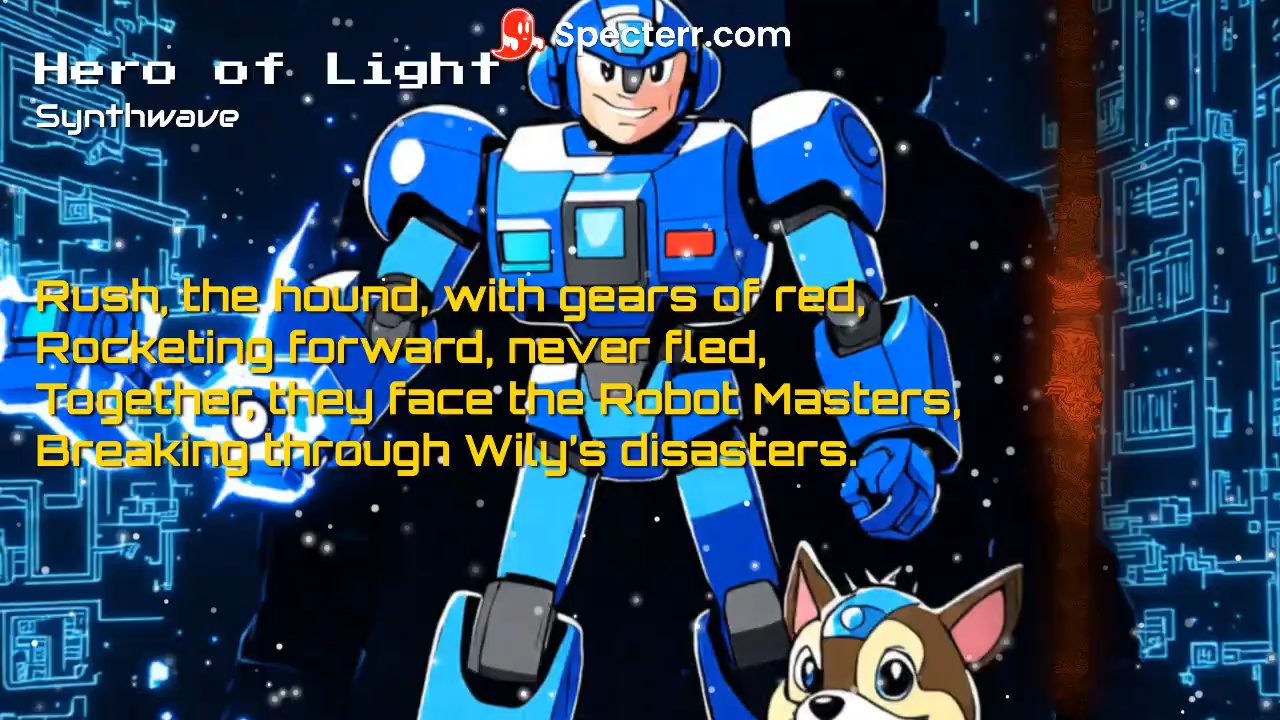 Specterr.com
Hero of Light
Synthwave
Rush, the hound, with gears of red,
Rocketing forward, never fled,
Together, they face the Robot Masters,
Breaking through Wily's disasters.